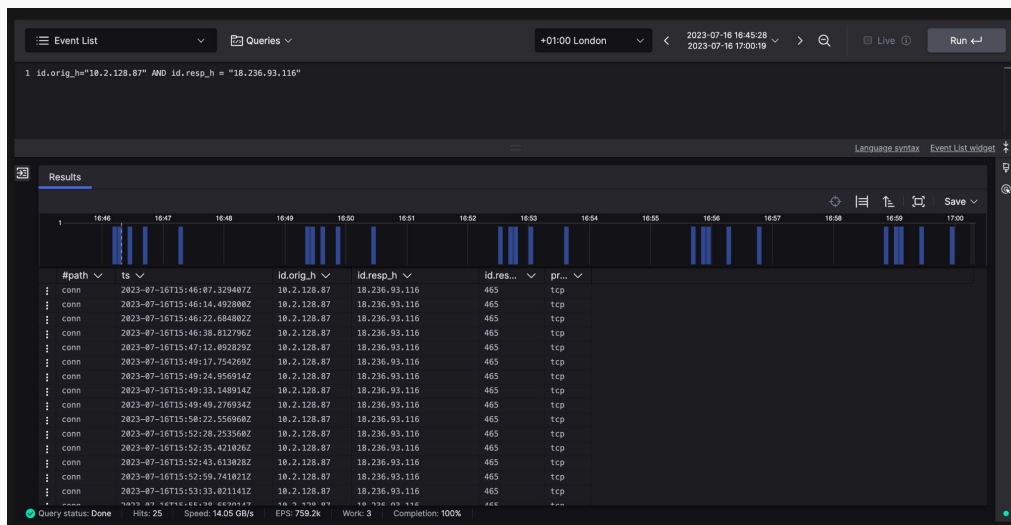 Event List
Queries
+01:00 London
2023-07-16 16:45:28
2023-07-16 17:00:19
Live
Run
1 id.orig_h="10.2.128.87" AND id.resp_h = "18.236.93.116"
Language syntax Event List widget
Results
Save
1 16:46 16:47 16:48 16:49 16:50 16:51 16:52 16:53 16:54 16:55 16:56 16:57 16:58 16:59 17:00
#path ts id.orig_h id.resp_h id.res... pr...
conn 2023-07-16T15:46:07.329407Z 10.2.128.87 18.236.93.116 465 tcp
conn 2023-07-16T15:46:14.492800Z 10.2.128.87 18.236.93.116 465 tcp
conn 2023-07-16T15:46:22.684802Z 10.2.128.87 18.236.93.116 465 tcp
conn 2023-07-16T15:46:38.812796Z 10.2.128.87 18.236.93.116 465 tcp
conn 2023-07-16T15:47:12.092829Z 10.2.128.87 18.236.93.116 465 tcp
conn 2023-07-16T15:49:17.754269Z 10.2.128.87 18.236.93.116 465 tcp
conn 2023-07-16T15:49:24.956914Z 10.2.128.87 18.236.93.116 465 tcp
conn 2023-07-16T15:49:33.148914Z 10.2.128.87 18.236.93.116 465 tcp
conn 2023-07-16T15:49:49.276934Z 10.2.128.87 18.236.93.116 465 tcp
conn 2023-07-16T15:50:22.556960Z 10.2.128.87 18.236.93.116 465 tcp
conn 2023-07-16T15:52:28.253560Z 10.2.128.87 18.236.93.116 465 tcp
conn 2023-07-16T15:52:35.421026Z 10.2.128.87 18.236.93.116 465 tcp
conn 2023-07-16T15:52:43.613028Z 10.2.128.87 18.236.93.116 465 tcp
conn 2023-07-16T15:52:59.741021Z 10.2.128.87 18.236.93.116 465 tcp
conn 2023-07-16T15:53:33.021141Z 10.2.128.87 18.236.93.116 465 tcp
Query status: Done Hits: 25 Speed: 14.05 GB/s EPS: 759.2k Work: 3 Completion: 100%